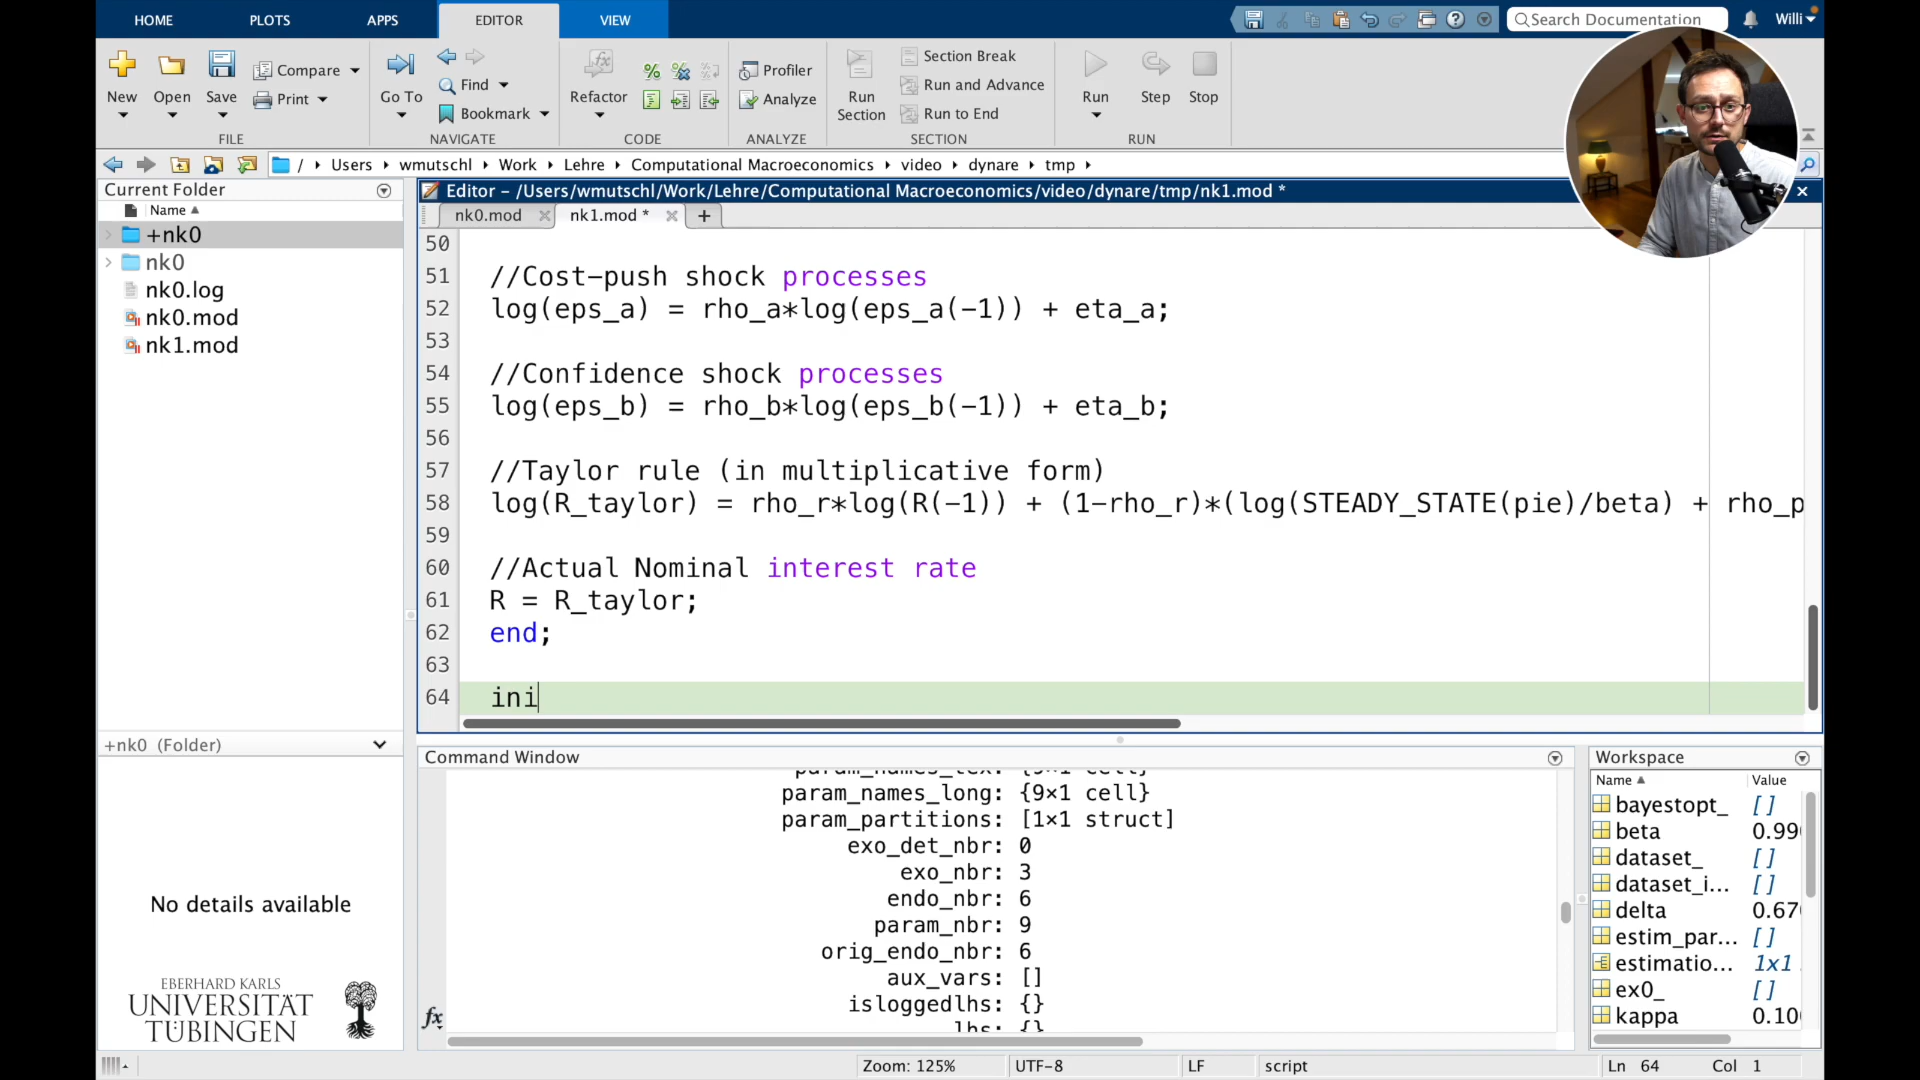 HOME
PLOTS
APPS
EDITOR
VIEW
Search Documentation
Willi
New
Open
Save
Compare
Print
FILE
Go To
Find
Bookmark
NAVIGATE
Refactor
CODE
Profiler
Analyze
ANALYZE
Run Section
Section Break
Run and Advance
Run to End
SECTION
Run
Step
Stop
RUN
/ Users wmutschl Work Lehre Computational Macroeconomics video dynare tmp
Current Folder
Name
+nk0
nk0
nk0.log
nk0.mod
nk1.mod
+nk0 (Folder)
No details available
EBERHARD KARLS
UNIVERSITÄT
TÜBINGEN
Editor - /Users/wmutschl/Work/Lehre/Computational Macroeconomics/video/dynare/tmp/nk1.mod *
nk0.mod
nk1.mod *
50
51 //Cost-push shock processes
52 log(eps_a) = rho_a*log(eps_a(-1)) + eta_a;
53
54 //Confidence shock processes
55 log(eps_b) = rho_b*log(eps_b(-1)) + eta_b;
56
57 //Taylor rule (in multiplicative form)
58 log(R_taylor) = rho_r*log(R(-1)) + (1-rho_r)*(log(STEADY_STATE(pie)/beta) + rho_p
59
60 //Actual Nominal interest rate
61 R = R_taylor;
62 end;
63
64 ini
Command Window
param_names_long: {9×1 cell}
param_partitions: [1×1 struct]
exo_det_nbr: 0
exo_nbr: 3
endo_nbr: 6
param_nbr: 9
orig_endo_nbr: 6
aux_vars: []
isloggedlhs: {}
lhs: {}
fx
Workspace
Name Value
bayestopt_ []
beta 0.990
dataset_ []
dataset_i... []
delta 0.670
estim_par... []
estimatio... 1x1
ex0_ []
kappa 0.100
Zoom: 125%
UTF-8
LF
script
Ln 64 Col 1